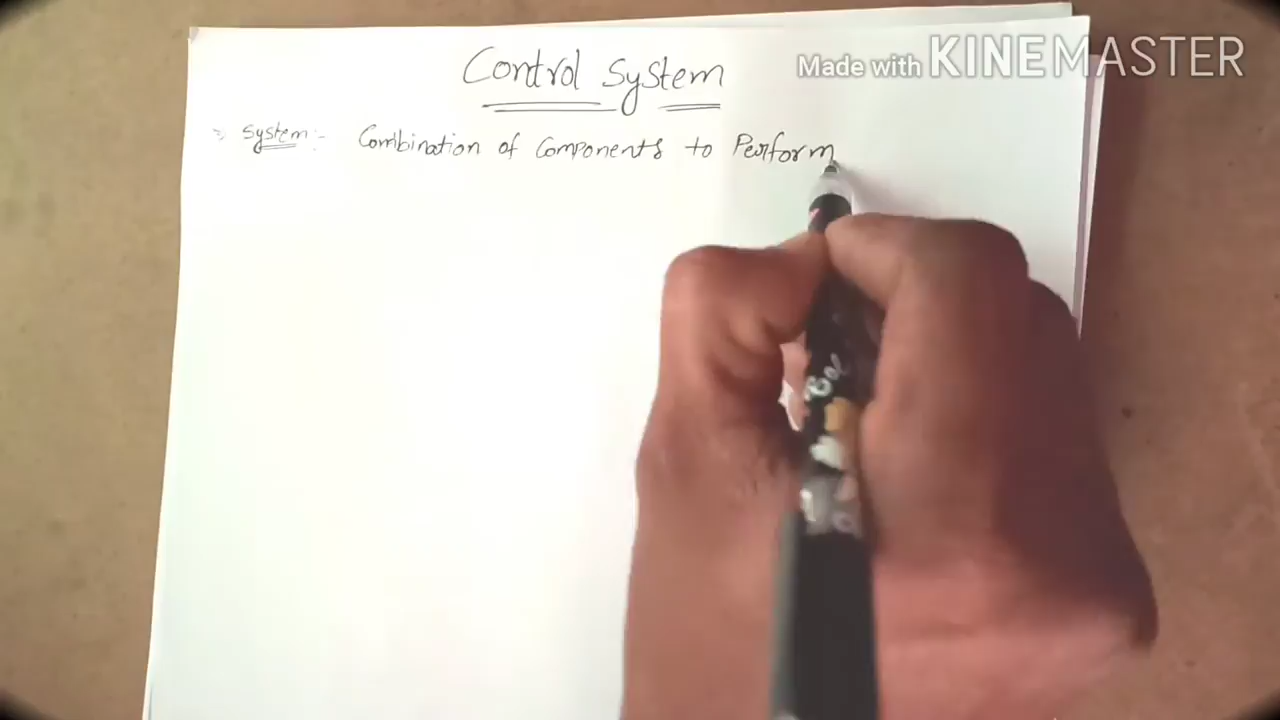 Control System
Made with KINEMASTER
System:- Combination of Components to Perform